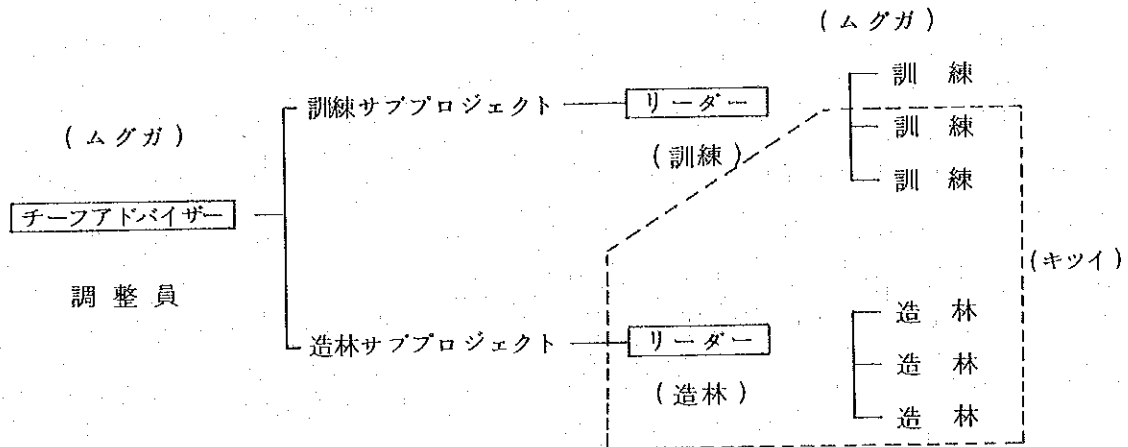 (ムグガ)
訓練
訓練サブプロジェクト リーダー
(ムグガ)
訓練
(訓練)
訓練
チーフアドバイザー
(キツイ)
調整員
造林
造林サブプロジェクト リーダー
造林
(造林)
造林